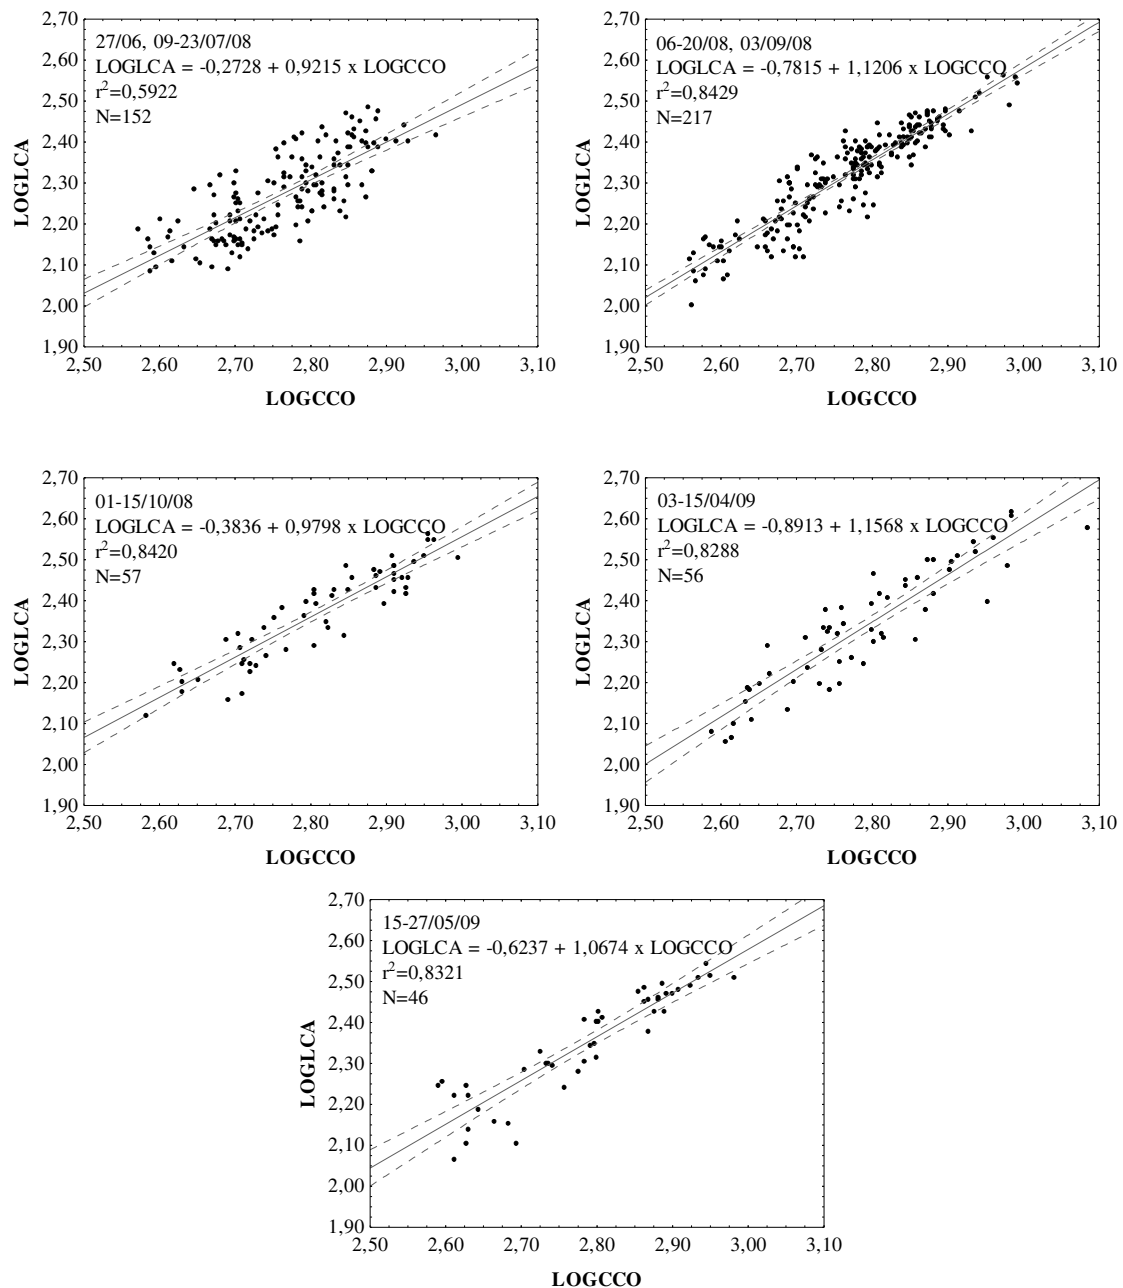 2,70
2,60
2,50
2,40
2,30
2,20
2,10
2,00
1,90
LOGLCA
27/06, 09-23/07/08
LOGLCA = -0,2728 + 0,9215 x LOGCCO
r²=0,5922
N=152
2,50 2,60 2,70 2,80 2,90 3,00 3,10
LOGCCO
2,70
2,60
2,50
2,40
2,30
2,20
2,10
2,00
1,90
LOGLCA
06-20/08, 03/09/08
LOGLCA = -0,7815 + 1,1206 x LOGCCO
r²=0,8429
N=217
2,50 2,60 2,70 2,80 2,90 3,00 3,10
LOGCCO
2,70
2,60
2,50
2,40
2,30
2,20
2,10
2,00
1,90
LOGLCA
01-15/10/08
LOGLCA = -0,3836 + 0,9798 x LOGCCO
r²=0,8420
N=57
2,50 2,60 2,70 2,80 2,90 3,00 3,10
LOGCCO
2,70
2,60
2,50
2,40
2,30
2,20
2,10
2,00
1,90
LOGLCA
03-15/04/09
LOGLCA = -0,8913 + 1,1568 x LOGCCO
r²=0,8288
N=56
2,50 2,60 2,70 2,80 2,90 3,00 3,10
LOGCCO
2,70
2,60
2,50
2,40
2,30
2,20
2,10
2,00
1,90
LOGLCA
15-27/05/09
LOGLCA = -0,6237 + 1,0674 x LOGCCO
r²=0,8321
N=46
2,50 2,60 2,70 2,80 2,90 3,00 3,10
LOGCCO